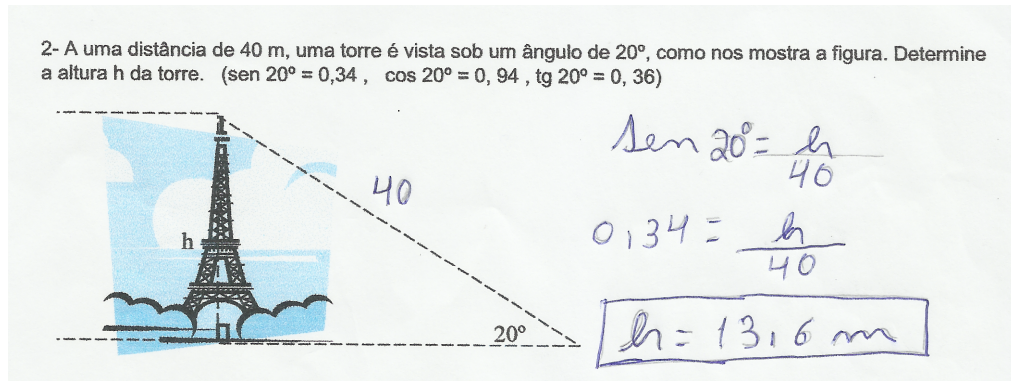 2- A uma distância de 40 m, uma torre é vista sob um ângulo de 20º, como nos mostra a figura. Determine
a altura h da torre. (sen 20º = 0,34 , cos 20º = 0, 94 , tg 20º = 0, 36)
40
h
20º
sen 20º = h
40
0,34 = h
40
h = 13,6 m